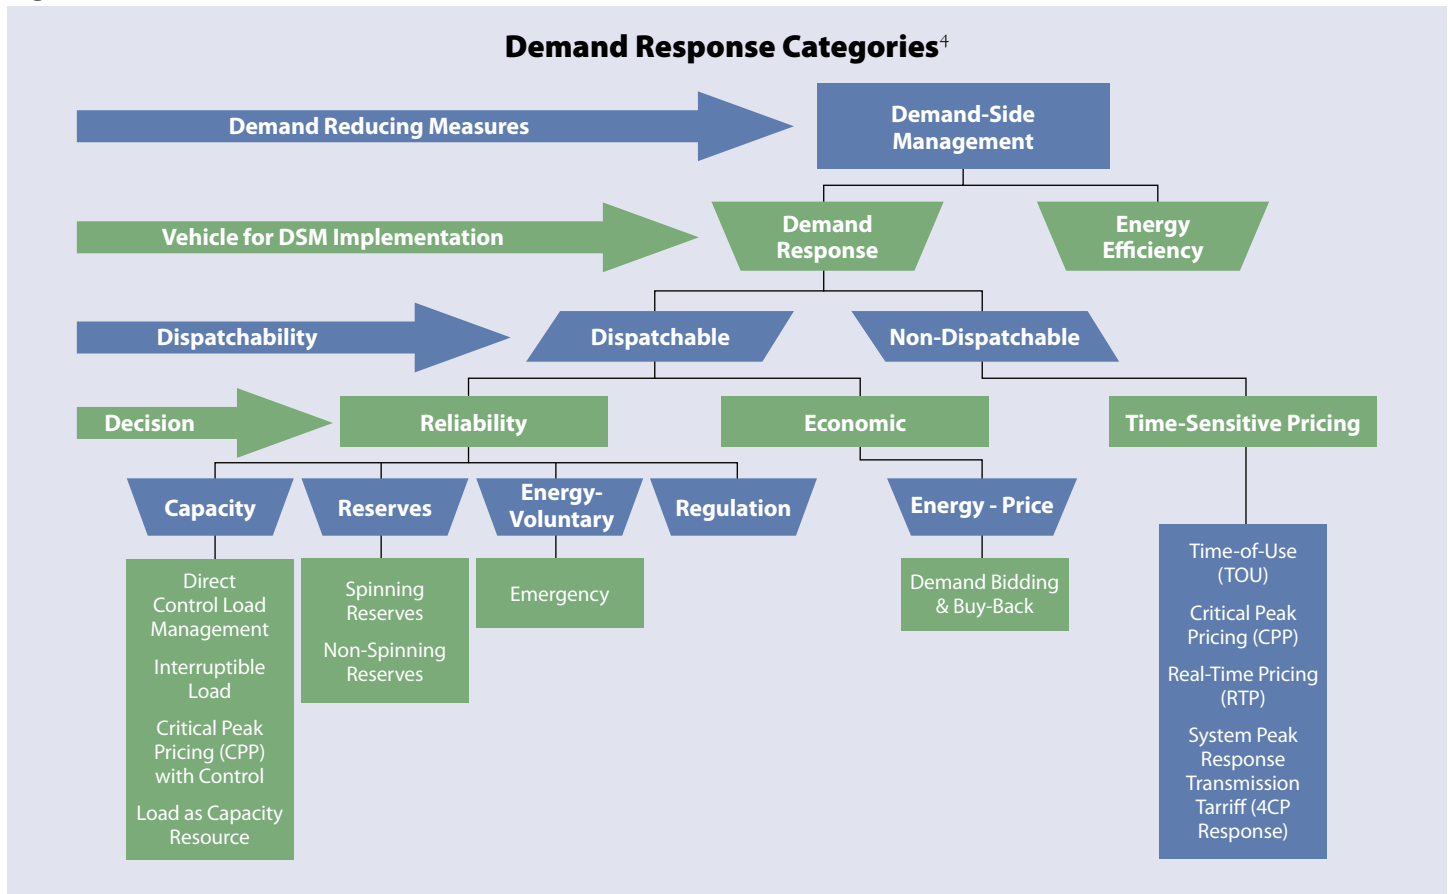 Demand Response Categories4
Demand Reducing Measures
Demand-Side
Management
Vehicle for DSM Implementation
Demand
Response
Energy
Efficiency
Dispatchability
Dispatchable
Non-Dispatchable
Decision
Reliability
Economic
Time-Sensitive Pricing
Capacity
Reserves
Energy-
Voluntary
Regulation
Energy - Price
Direct
Control Load
Management
Interruptible
Load
Critical Peak
Pricing (CPP)
with Control
Load as Capacity
Resource
Spinning
Reserves
Non-Spinning
Reserves
Emergency
Demand Bidding
& Buy-Back
Time-of-Use
(TOU)
Critical Peak
Pricing (CPP)
Real-Time Pricing
(RTP)
System Peak
Response
Transmission
Tarriff (4CP
Response)